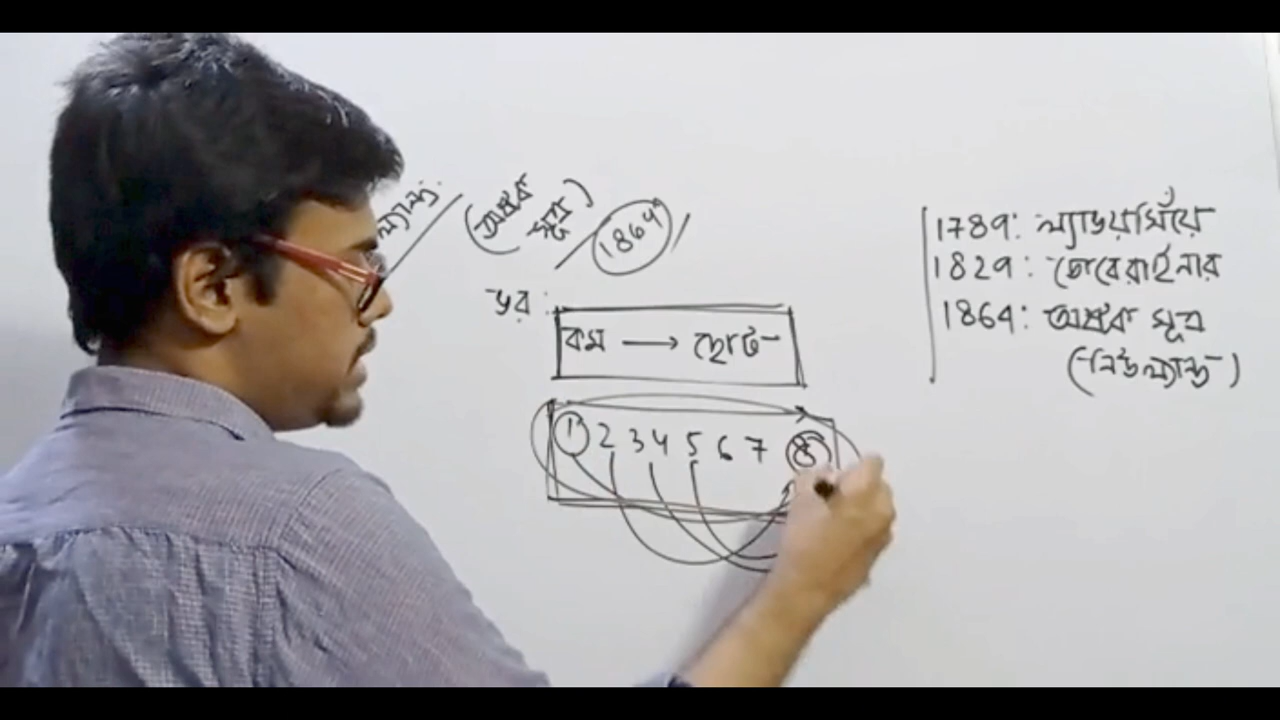 (অষ্টক
সূত্র)
1864
ভর:
কম → ছোট
1 2 3 4 5 6 7 8
1789: ল্যাভয়সিঁয়ে
1829: ডোবেরাইনার
1864: অষ্টক সূত্র
(নিউল্যান্ড)